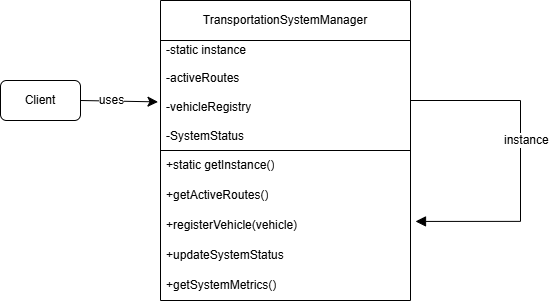 TransportationSystemManager
-static instance
-activeRoutes
-vehicleRegistry
-SystemStatus
+static getInstance()
+getActiveRoutes()
+registerVehicle(vehicle)
+updateSystemStatus
+getSystemMetrics()
Client
uses
instance